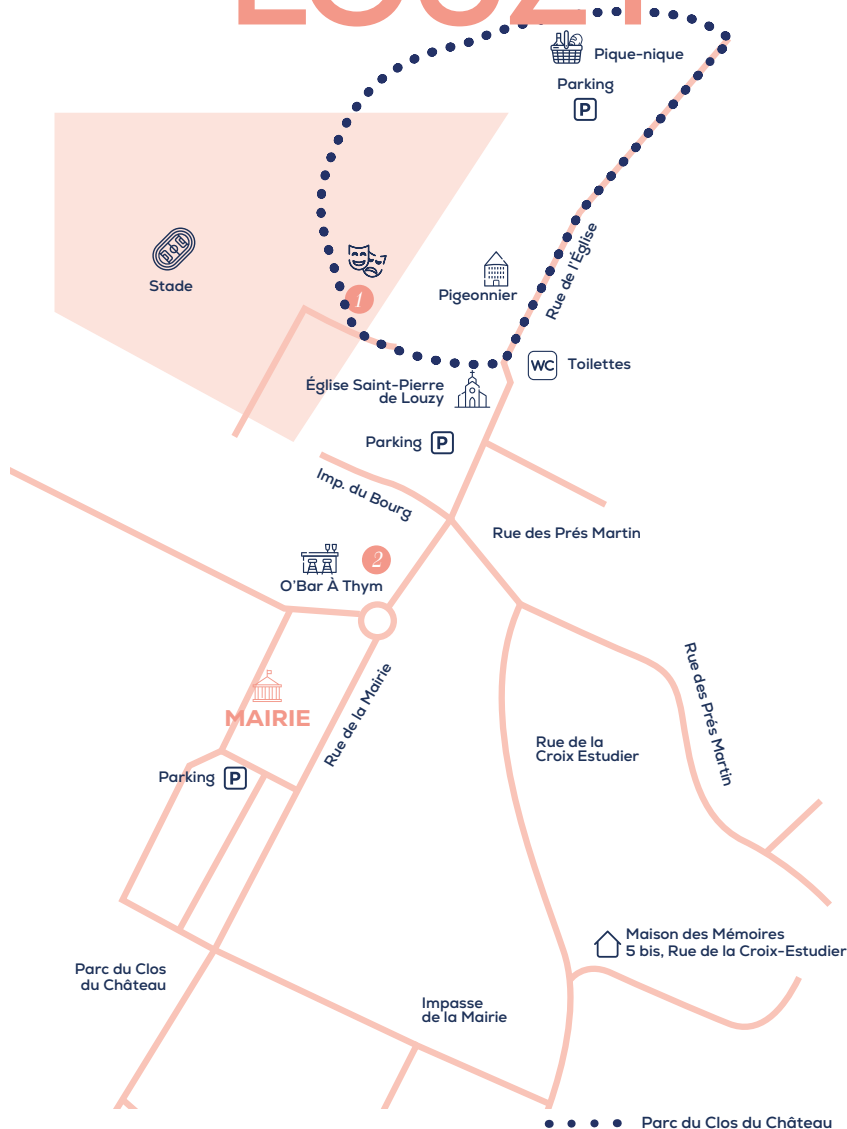 LOUZY
Pique-nique
Parking
P
Rue de l'Église
Stade
1
Pigeonnier
WC
Toilettes
Église Saint-Pierre
de Louzy
Parking P
Imp. du Bourg
Rue des Prés Martin
2
O'Bar À Thym
Rue de la Mairie
Rue des Prés Martin
MAIRIE
Rue de la
Croix Estudier
Parking P
Maison des Mémoires
5 bis, Rue de la Croix-Estudier
Parc du Clos
du Château
Impasse
de la Mairie
Parc du Clos du Château